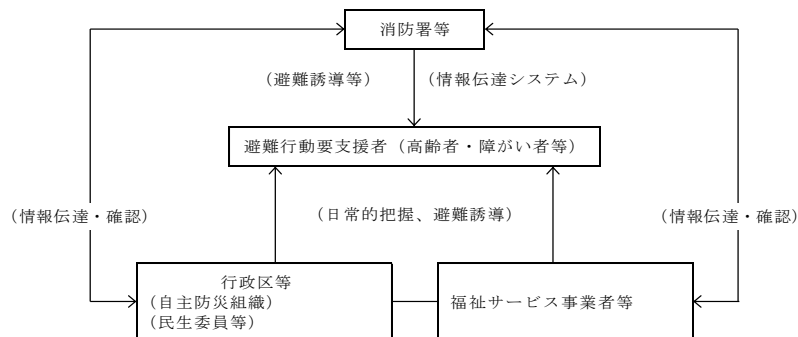 消防署等
（避難誘導等）
（情報伝達システム）
避難行動要支援者（高齢者・障がい者等）
（情報伝達・確認）
（日常的把握、避難誘導）
（情報伝達・確認）
行政区等
（自主防災組織）
（民生委員等）
福祉サービス事業者等